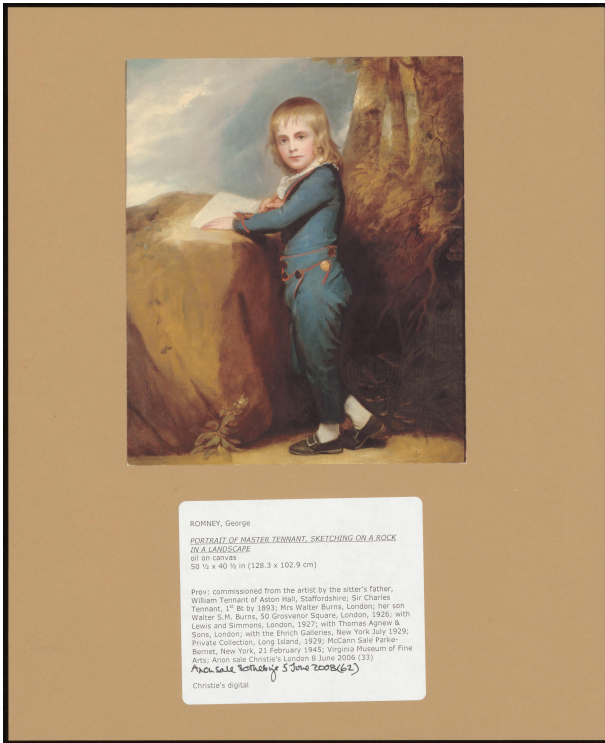 ROMNEY, George
PORTRAIT OF MASTER TENNANT, SKETCHING ON A ROCK
IN A LANDSCAPE
oil on canvas
50 ½ x 40 ½ in (128.3 x 102.9 cm)
Prov: commissioned from the artist by the sitter's father,
William Tennant of Aston Hall, Staffordshire; Sir Charles
Tennant, 1st Bt by 1893; Mrs Walter Burns, London; her son
Walter S.M. Burns, 50 Grosvenor Square, London, 1926; with
Lewis and Simmons, London, 1927; with Thomas Agnew &
Sons, London; with the Ehrich Galleries, New York July 1929;
Private Collection, Long Island, 1929; McCann Sale Parke-
Bernet, New York, 21 February 1945; Virginia Museum of Fine
Arts; Anon sale Christie's London 8 June 2006 (33)
Anon sale Sotheby's 5 June 2008 (62)
Christie's digital